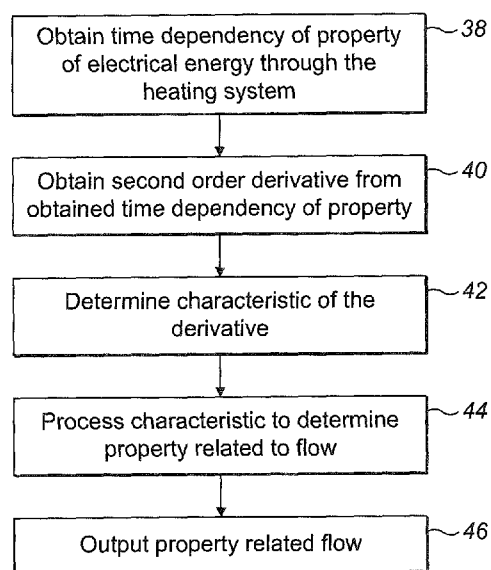 Obtain time dependency of property
of electrical energy through the
heating system
38
Obtain second order derivative from
obtained time dependency of property
40
Determine characteristic of the
derivative
42
Process characteristic to determine
property related to flow
44
Output property related flow
46